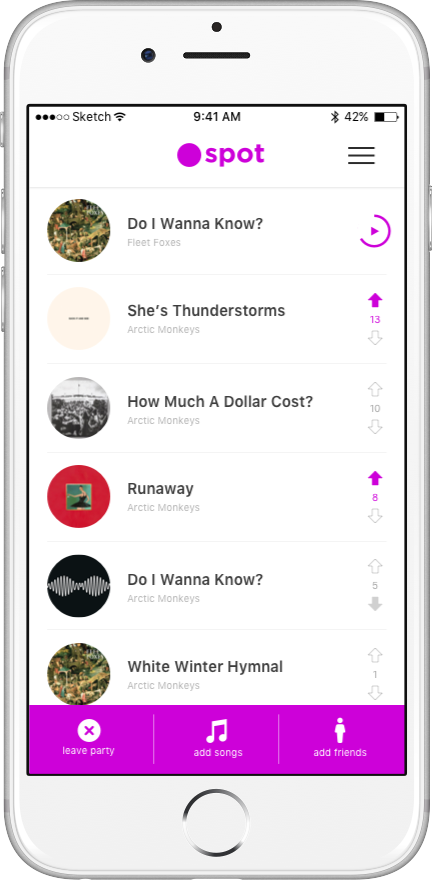 Sketch 9:41 AM 42%
spot
Do I Wanna Know?
Fleet Foxes
She’s Thunderstorms
Arctic Monkeys
13
How Much A Dollar Cost?
Arctic Monkeys
10
Runaway
Arctic Monkeys
8
Do I Wanna Know?
Arctic Monkeys
5
White Winter Hymnal
Arctic Monkeys
1
leave party add songs add friends